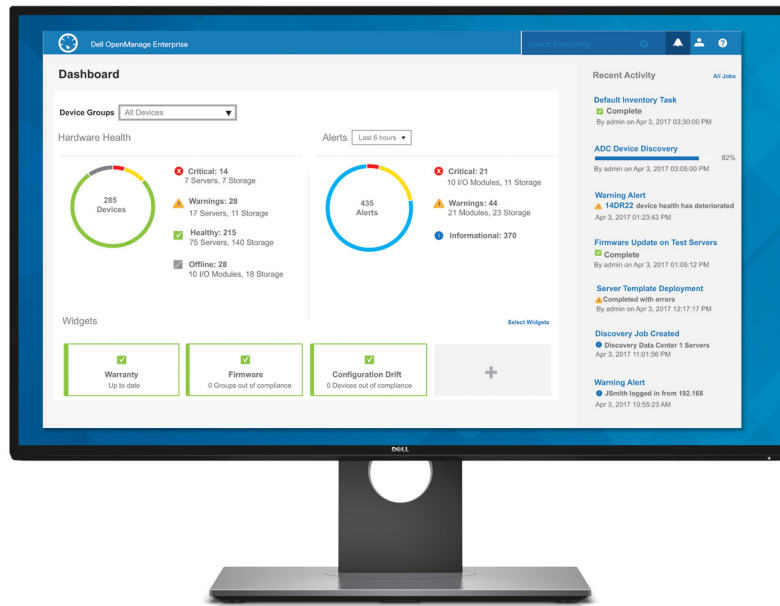 Dell OpenManage Enterprise
Search Everything
Dashboard
Device Groups All Devices
Hardware Health
285
Devices
Critical: 14
7 Servers, 7 Storage
Warnings: 28
17 Servers, 11 Storage
Healthy: 215
75 Servers, 140 Storage
Offline: 28
10 I/O Modules, 18 Storage
Alerts Last 6 hours
435
Alerts
Critical: 21
10 I/O Modules, 11 Storage
Warnings: 44
21 Modules, 23 Storage
Informational: 370
Widgets
Select Widgets
Warranty
Up to date
Firmware
0 Groups out of compliance
Configuration Drift
0 Devices out of compliance
+
Recent Activity
All Jobs
Default Inventory Task
Complete
By admin on Apr 3, 2017 03:30:00 PM
ADC Device Discovery
82%
By admin on Apr 3, 2017 03:05:00 PM
Warning Alert
14DR22 device health has deteriorated
Apr 3, 2017 01:23:43 PM
Firmware Update on Test Servers
Complete
By admin on Apr 3, 2017 01:05:12 PM
Server Template Deployment
Completed with errors
By admin on Apr 3, 2017 12:17:17 PM
Discovery Job Created
Discovery Data Center 1 Servers
Apr 3, 2017 11:01:56 PM
Warning Alert
JSmith logged in from 192.168
Apr 3, 2017 10:55:23 AM
DELL